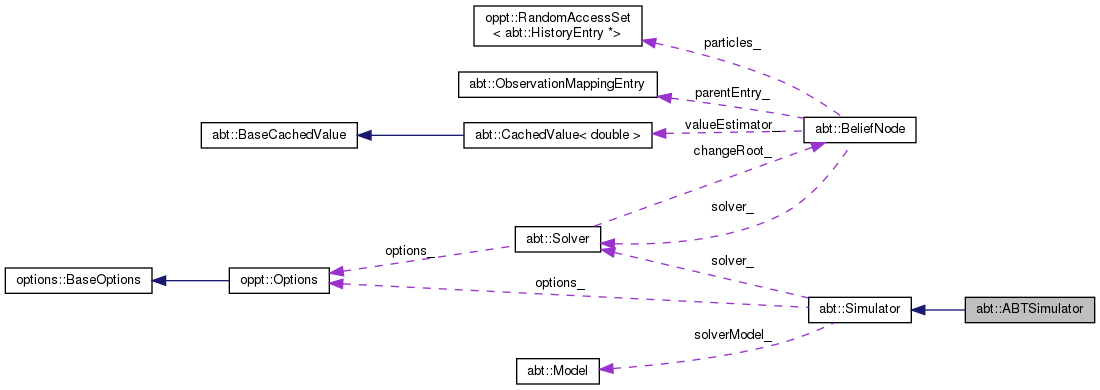 oppt::RandomAccessSet
< abt::HistoryEntry *>
particles_
abt::ObservationMappingEntry
parentEntry_
abt::BaseCachedValue
abt::CachedValue< double >
valueEstimator_
abt::BeliefNode
changeRoot_
solver_
abt::Solver
options_
solver_
options::BaseOptions
oppt::Options
options_
abt::Simulator
abt::ABTSimulator
solverModel_
abt::Model